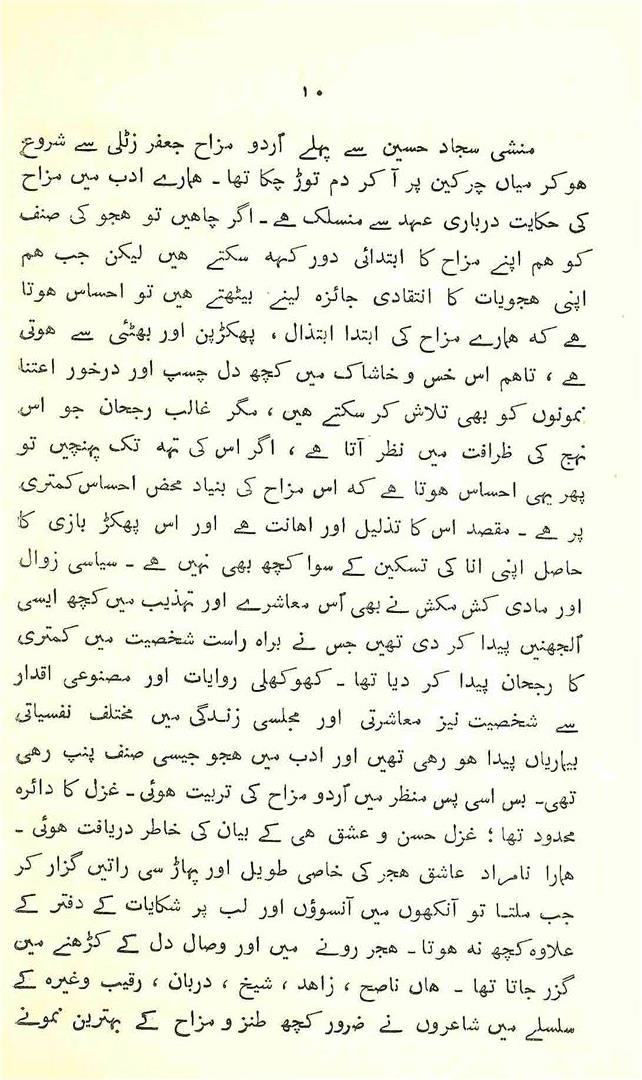 ۱۰
منشی سجاد حسین سے پہلے اُردو مزاح جعفر زٹلی سے شروع
ہوکر میاں چرکین پر آ کر دم توڑ چکا تھا ۔ ہمارے ادب میں مزاح
کی حکایت درباری عہد سے منسلک ہے ۔ اگر چاہیں تو ہجو کی صنف
کو ہم اپنے مزاح کا ابتدائی دور کہہ سکتے ہیں لیکن جب ہم
اپنی ہجویات کا انتقادی جائزہ لینے بیٹھتے ہیں تو احساس ہوتا
ہے کہ ہمارے مزاح کی ابتدا ابتذال ، پھکڑپن اور بھٹئی سے ہوتی
ہے ، تاہم اس خس و خاشاک میں کچھ دل چسپ اور درخور اعتنا
نمونوں کو بھی تلاش کر سکتے ہیں ، مگر غالب رجحان جو اس
نہج کی ظرافت میں نظر آتا ہے ، اگر اس کی تہہ تک پہنچیں تو
پھر یہی احساس ہوتا ہے کہ اس مزاح کی بنیاد محض احساس کمتری
پر ہے ۔ مقصد اس کا تذلیل اور اہانت ہے اور اس پھکڑ بازی کا
حاصل اپنی انا کی تسکین کے سوا کچھ بھی نہیں ہے ۔ سیاسی زوال
اور مادی کش مکش نے بھی اُس معاشرے اور تہذیب میں کچھ ایسی
اُلجھنیں پیدا کر دی تھیں جس نے براہ راست شخصیت میں کمتری
کا رجحان پیدا کر دیا تھا ۔ کھوکھلی روایات اور مصنوعی اقدار
سے شخصیت نیز معاشرتی اور مجلسی زندگی میں مختلف نفسیاتی
بیماریاں پیدا ہو رہی تھیں اور ادب میں ہجو جیسی صنف پنپ رہی
تھی۔ بس اسی پس منظر میں اُردو مزاح کی تربیت ہوئی ۔ غزل کا دائرہ
محدود تھا ؛ غزل حسن و عشق ہی کے بیان کی خاطر دریافت ہوئی ۔
ہمارا نامراد عاشق ہجر کی خاصی طویل اور پہاڑ سی راتیں گزار کر
جب ملتا تو آنکھوں میں آنسوؤں اور لب پر شکایات کے دفتر کے
علاوہ کچھ نہ ہوتا ۔ ہجر رونے میں اور وصال دل کے کڑھنے مین
گزر جاتا تھا ۔ ہاں ناصح ، زاہد ، شیخ ، دربان ، رقیب وغیرہ کے
سلسلے میں شاعروں نے ضرور کچھ طنز و مزاح کے بہترین نمونے